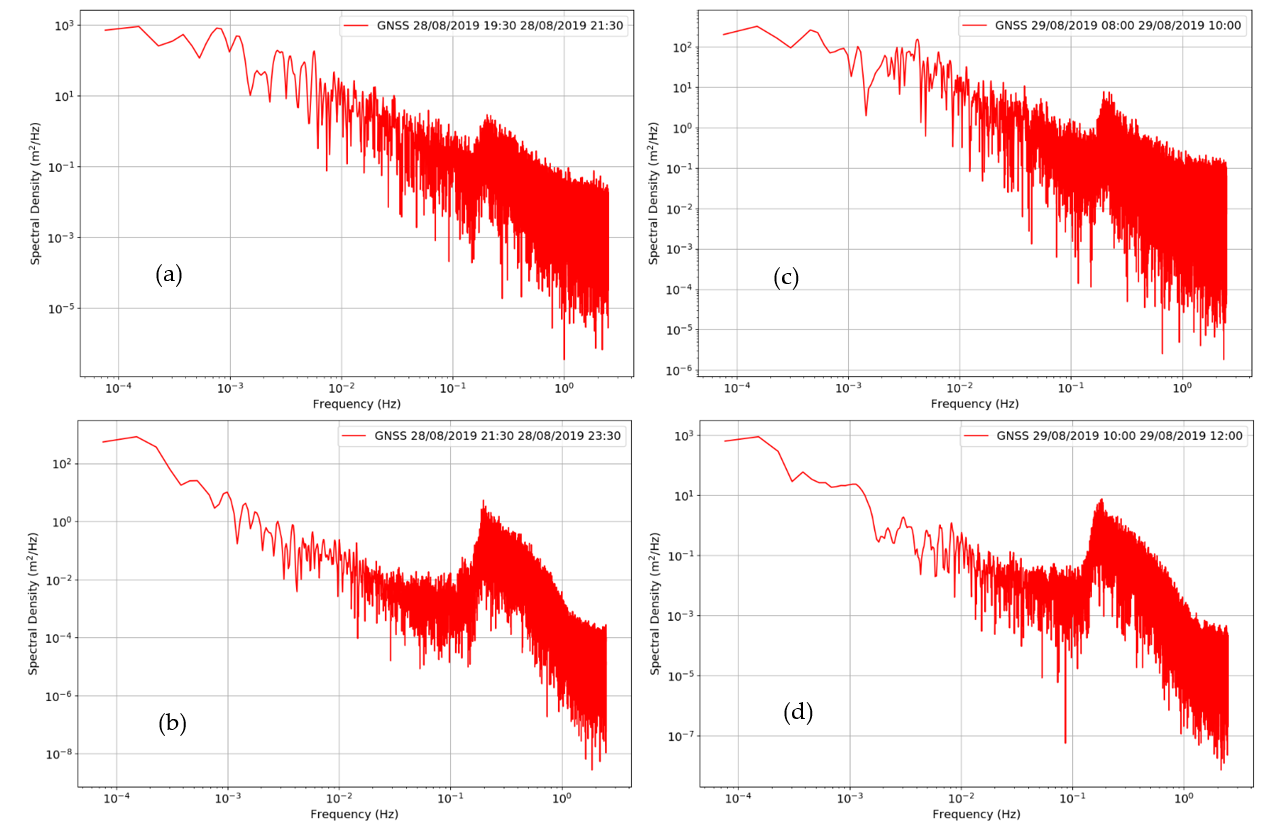 GNSS 28/08/2019 19:30 28/08/2019 21:30
Spectral Density (m²/Hz)
10³
10¹
10⁻¹
10⁻³
10⁻⁵
(a)
10⁻⁴ 10⁻³ 10⁻² 10⁻¹ 10⁰
Frequency (Hz)
GNSS 29/08/2019 08:00 29/08/2019 10:00
Spectral Density (m²/Hz)
10²
10¹
10⁰
10⁻¹
10⁻²
10⁻³
10⁻⁴
10⁻⁵
10⁻⁶
(c)
10⁻⁴ 10⁻³ 10⁻² 10⁻¹ 10⁰
Frequency (Hz)
GNSS 28/08/2019 21:30 28/08/2019 23:30
Spectral Density (m²/Hz)
10²
10⁰
10⁻²
10⁻⁴
10⁻⁶
10⁻⁸
(b)
10⁻⁴ 10⁻³ 10⁻² 10⁻¹ 10⁰
Frequency (Hz)
GNSS 29/08/2019 10:00 29/08/2019 12:00
Spectral Density (m²/Hz)
10³
10¹
10⁻¹
10⁻³
10⁻⁵
10⁻⁷
(d)
10⁻⁴ 10⁻³ 10⁻² 10⁻¹ 10⁰
Frequency (Hz)